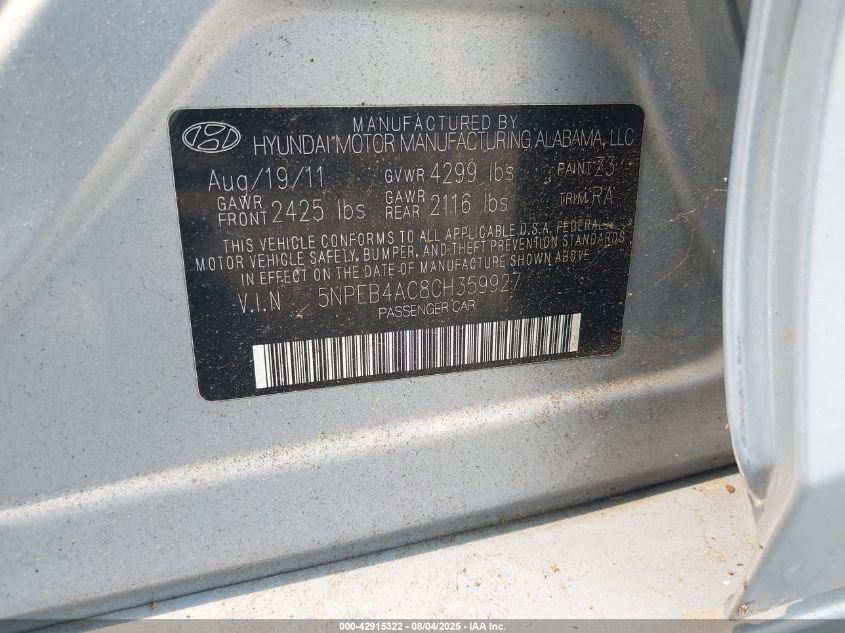 MANUFACTURED BY
HYUNDAI MOTOR MANUFACTURING ALABAMA, LLC
Aug/19/11 GVWR 4299 lbs PAINT Z3
GAWR FRONT 2425 lbs GAWR REAR 2116 lbs TRIM RA
THIS VEHICLE CONFORMS TO ALL APPLICABLE U.S.A. FEDERAL
MOTOR VEHICLE SAFETY, BUMPER, AND THEFT PREVENTION STANDARDS
IN EFFECT ON THE DATE OF MANUFACTURE SHOWN ABOVE
V.I.N 5NPEB4AC8CH359927
PASSENGER CAR
000-42915322 - 08/04/2025 - IAA Inc.